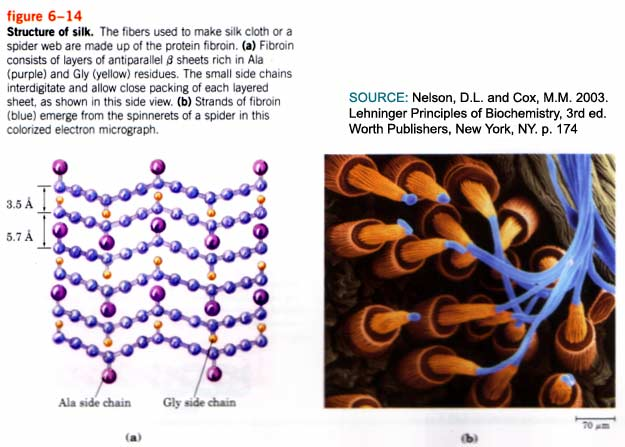 figure 6–14
Structure of silk. The fibers used to make silk cloth or a
spider web are made up of the protein fibroin. (a) Fibroin
consists of layers of antiparallel β sheets rich in Ala
(purple) and Gly (yellow) residues. The small side chains
interdigitate and allow close packing of each layered
sheet, as shown in this side view. (b) Strands of fibroin
(blue) emerge from the spinnerets of a spider in this
colorized electron micrograph.
SOURCE: Nelson, D.L. and Cox, M.M. 2003.
Lehninger Principles of Biochemistry, 3rd ed.
Worth Publishers, New York, NY. p. 174
3.5 Å
5.7 Å
Ala side chain
Gly side chain
70 μm
(a)
(b)